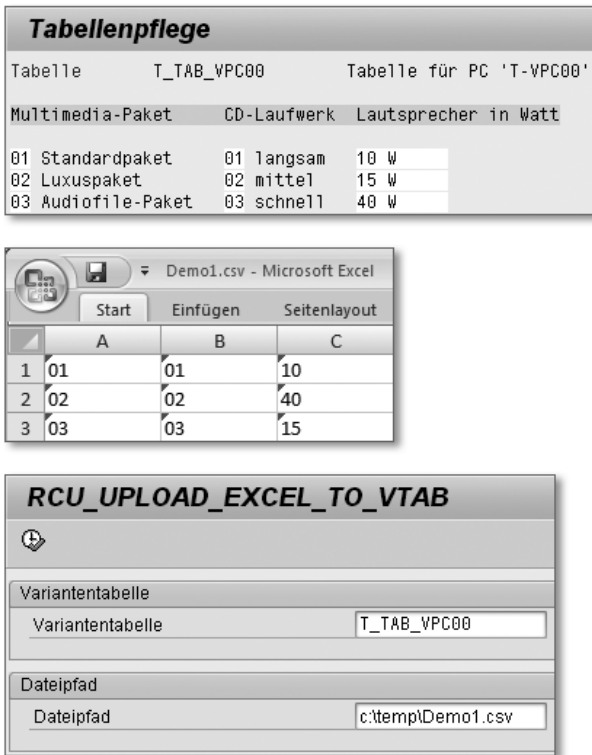 Tabellenpflege
Tabelle T_TAB_VPC00 Tabelle für PC 'T-VPC00'
Multimedia-Paket CD-Laufwerk Lautsprecher in Watt
01 Standardpaket 01 langsam 10 W
02 Luxuspaket 02 mittel 15 W
03 Audiofile-Paket 03 schnell 40 W
Demo1.csv - Microsoft Excel
Start Einfügen Seitenlayout
A B C
1 01 01 10
2 02 02 40
3 03 03 15
RCU_UPLOAD_EXCEL_TO_VTAB
Variantentabelle
Variantentabelle T_TAB_VPC00
Dateipfad
Dateipfad c:\temp\Demo1.csv